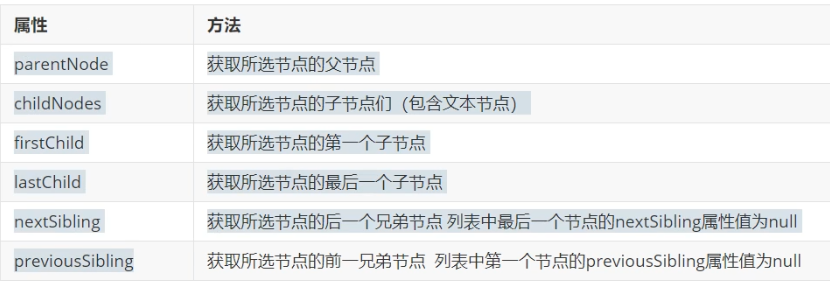 属性 方法
parentNode 获取所选节点的父节点
childNodes 获取所选节点的子节点们（包含文本节点）
firstChild 获取所选节点的第一个子节点
lastChild 获取所选节点的最后一个子节点
nextSibling 获取所选节点的后一个兄弟节点 列表中最后一个节点的nextSibling属性值为null
previousSibling 获取所选节点的前一兄弟节点 列表中第一个节点的previousSibling属性值为null